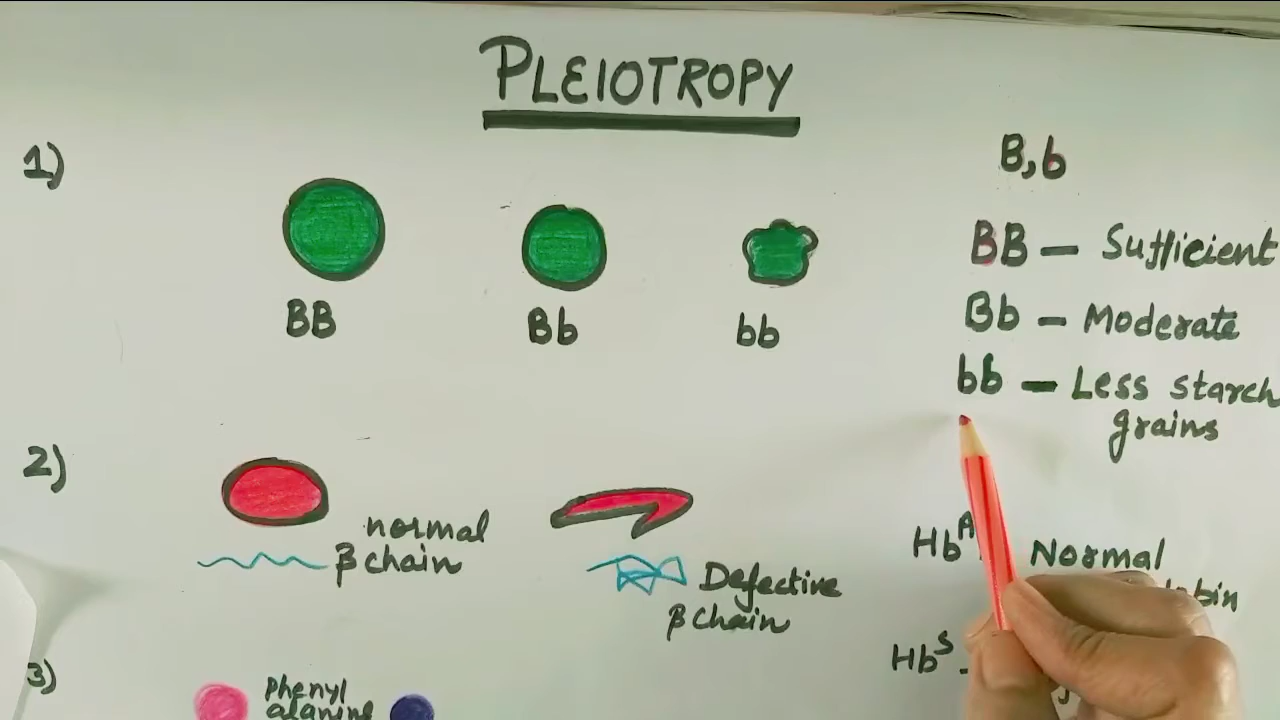 PLEIOTROPY
1)
B,b
BB
Bb
bb
BB – Sufficient
Bb – Moderate
bb – Less starch
grains
2)
normal
β chain
Defective
β chain
Hb^A
Normal
Hb^S
3)
phenyl
alanine